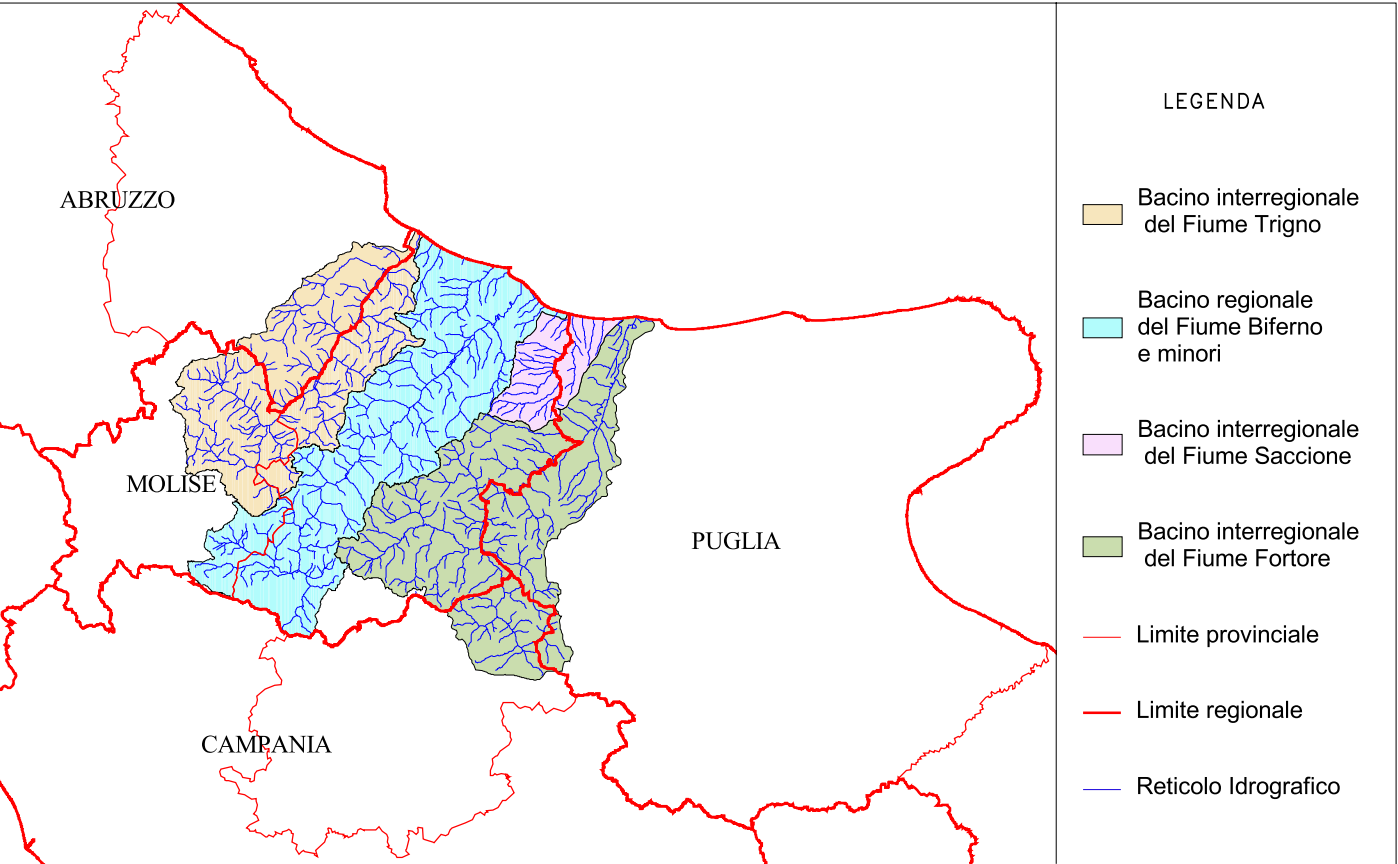 ABRUZZO
MOLISE
PUGLIA
CAMPANIA
LEGENDA
Bacino interregionale
del Fiume Trigno
Bacino regionale
del Fiume Biferno
e minori
Bacino interregionale
del Fiume Saccione
Bacino interregionale
del Fiume Fortore
Limite provinciale
Limite regionale
Reticolo Idrografico